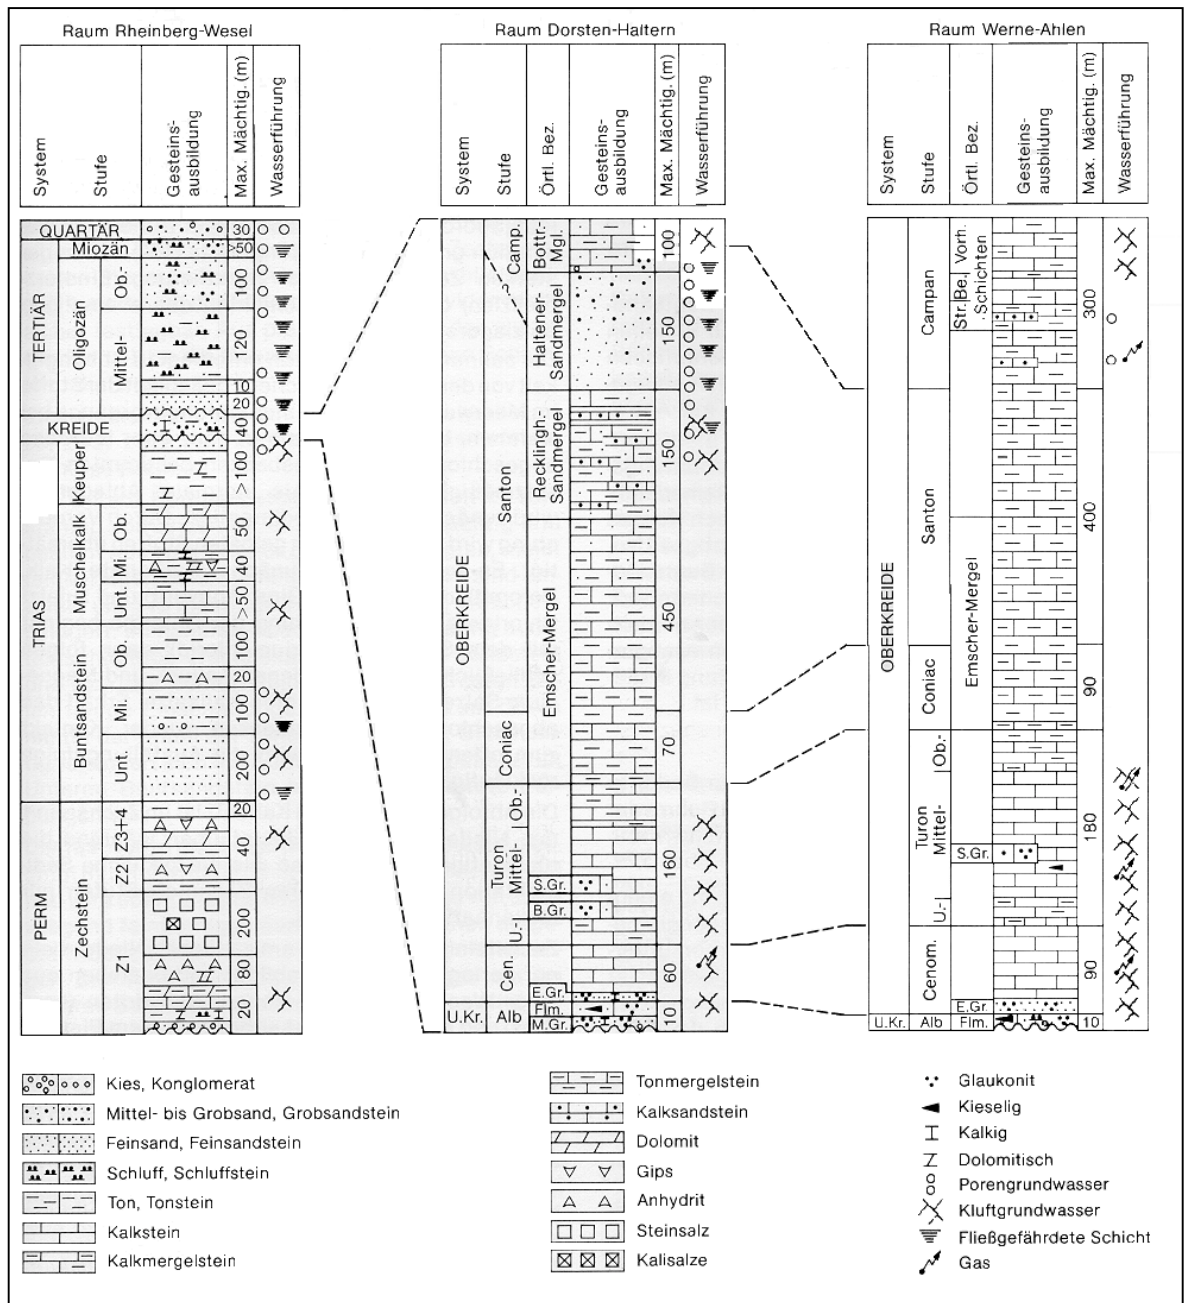 Raum Rheinberg-Wesel
System
Stufe
Gesteins-
ausbildung
Max. Mächtig. (m)
Wasserführung
QUARTÄR
30
TERTIÄR
Miozän
>50
Oligozän
Ob.-
100
Mittel-
120
10
20
KREIDE
40
TRIAS
Keuper
>100
Muschelkalk
Ob.
50
Mi.
40
Unt.
>50
Buntsandstein
Ob.
100
20
Mi.
100
100
Unt.
200
PERM
Zechstein
20
Z3+4
40
Z2
Z1
200
80
20
Raum Dorsten-Haltern
System
Stufe
Örtl. Bez.
Gesteins-
ausbildung
Max. Mächtig. (m)
Wasserführung
OBERKREIDE
Camp.
Bottr.-
Mgl.
100
?
Santon
Haltener-
Sandmergel
150
Recklingh.-
Sandmergel
150
Emscher-Mergel
450
Coniac
70
Turon
Ob.-
Mittel-
160
S.Gr.
B.Gr.
U.-
Cen.
60
E.Gr.
U.Kr.
Alb
Flm.
M.Gr.
10
Raum Werne-Ahlen
System
Stufe
Örtl. Bez.
Gesteins-
ausbildung
Max. Mächtig. (m)
Wasserführung
OBERKREIDE
Campan
Str.Be. Vorh.
Schichten
300
Santon
400
Emscher-Mergel
Coniac
90
Turon
Ob.-
Mittel-
180
S.Gr.
U.-
Cenom.
90
E.Gr.
U.Kr.
Alb
Flm.
10
Kies, Konglomerat
Mittel- bis Grobsand, Grobsandstein
Feinsand, Feinsandstein
Schluff, Schluffstein
Ton, Tonstein
Kalkstein
Kalkmergelstein
Tonmergelstein
Kalksandstein
Dolomit
Gips
Anhydrit
Steinsalz
Kalisalze
Glaukonit
Kieselig
Kalkig
Dolomitisch
Porengrundwasser
Kluftgrundwasser
Fließgefährdete Schicht
Gas